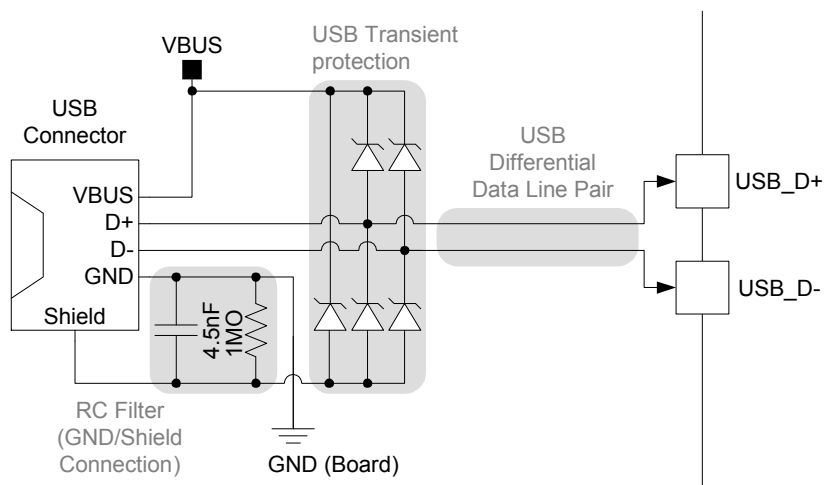 USB Transient
protection
VBUS
USB
Connector
USB
Differential
Data Line Pair
VBUS
D+
D-
GND
Shield
4.5nF
1MO
USB_D+
USB_D-
RC Filter
(GND/Shield
Connection)
GND (Board)